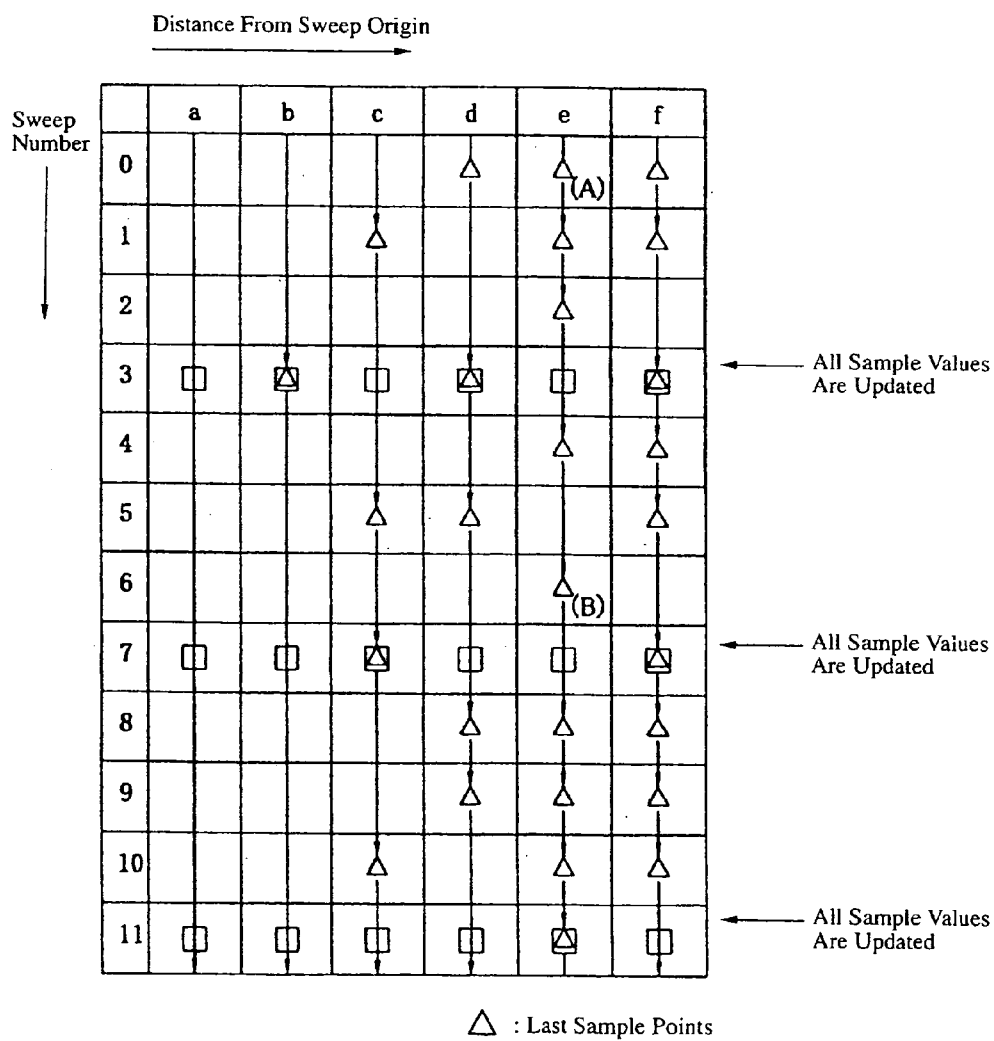 Distance From Sweep Origin
Sweep
Number
a b c d e f
0
(A)
1
2
3
All Sample Values
Are Updated
4
5
6
(B)
7
All Sample Values
Are Updated
8
9
10
11
All Sample Values
Are Updated
: Last Sample Points